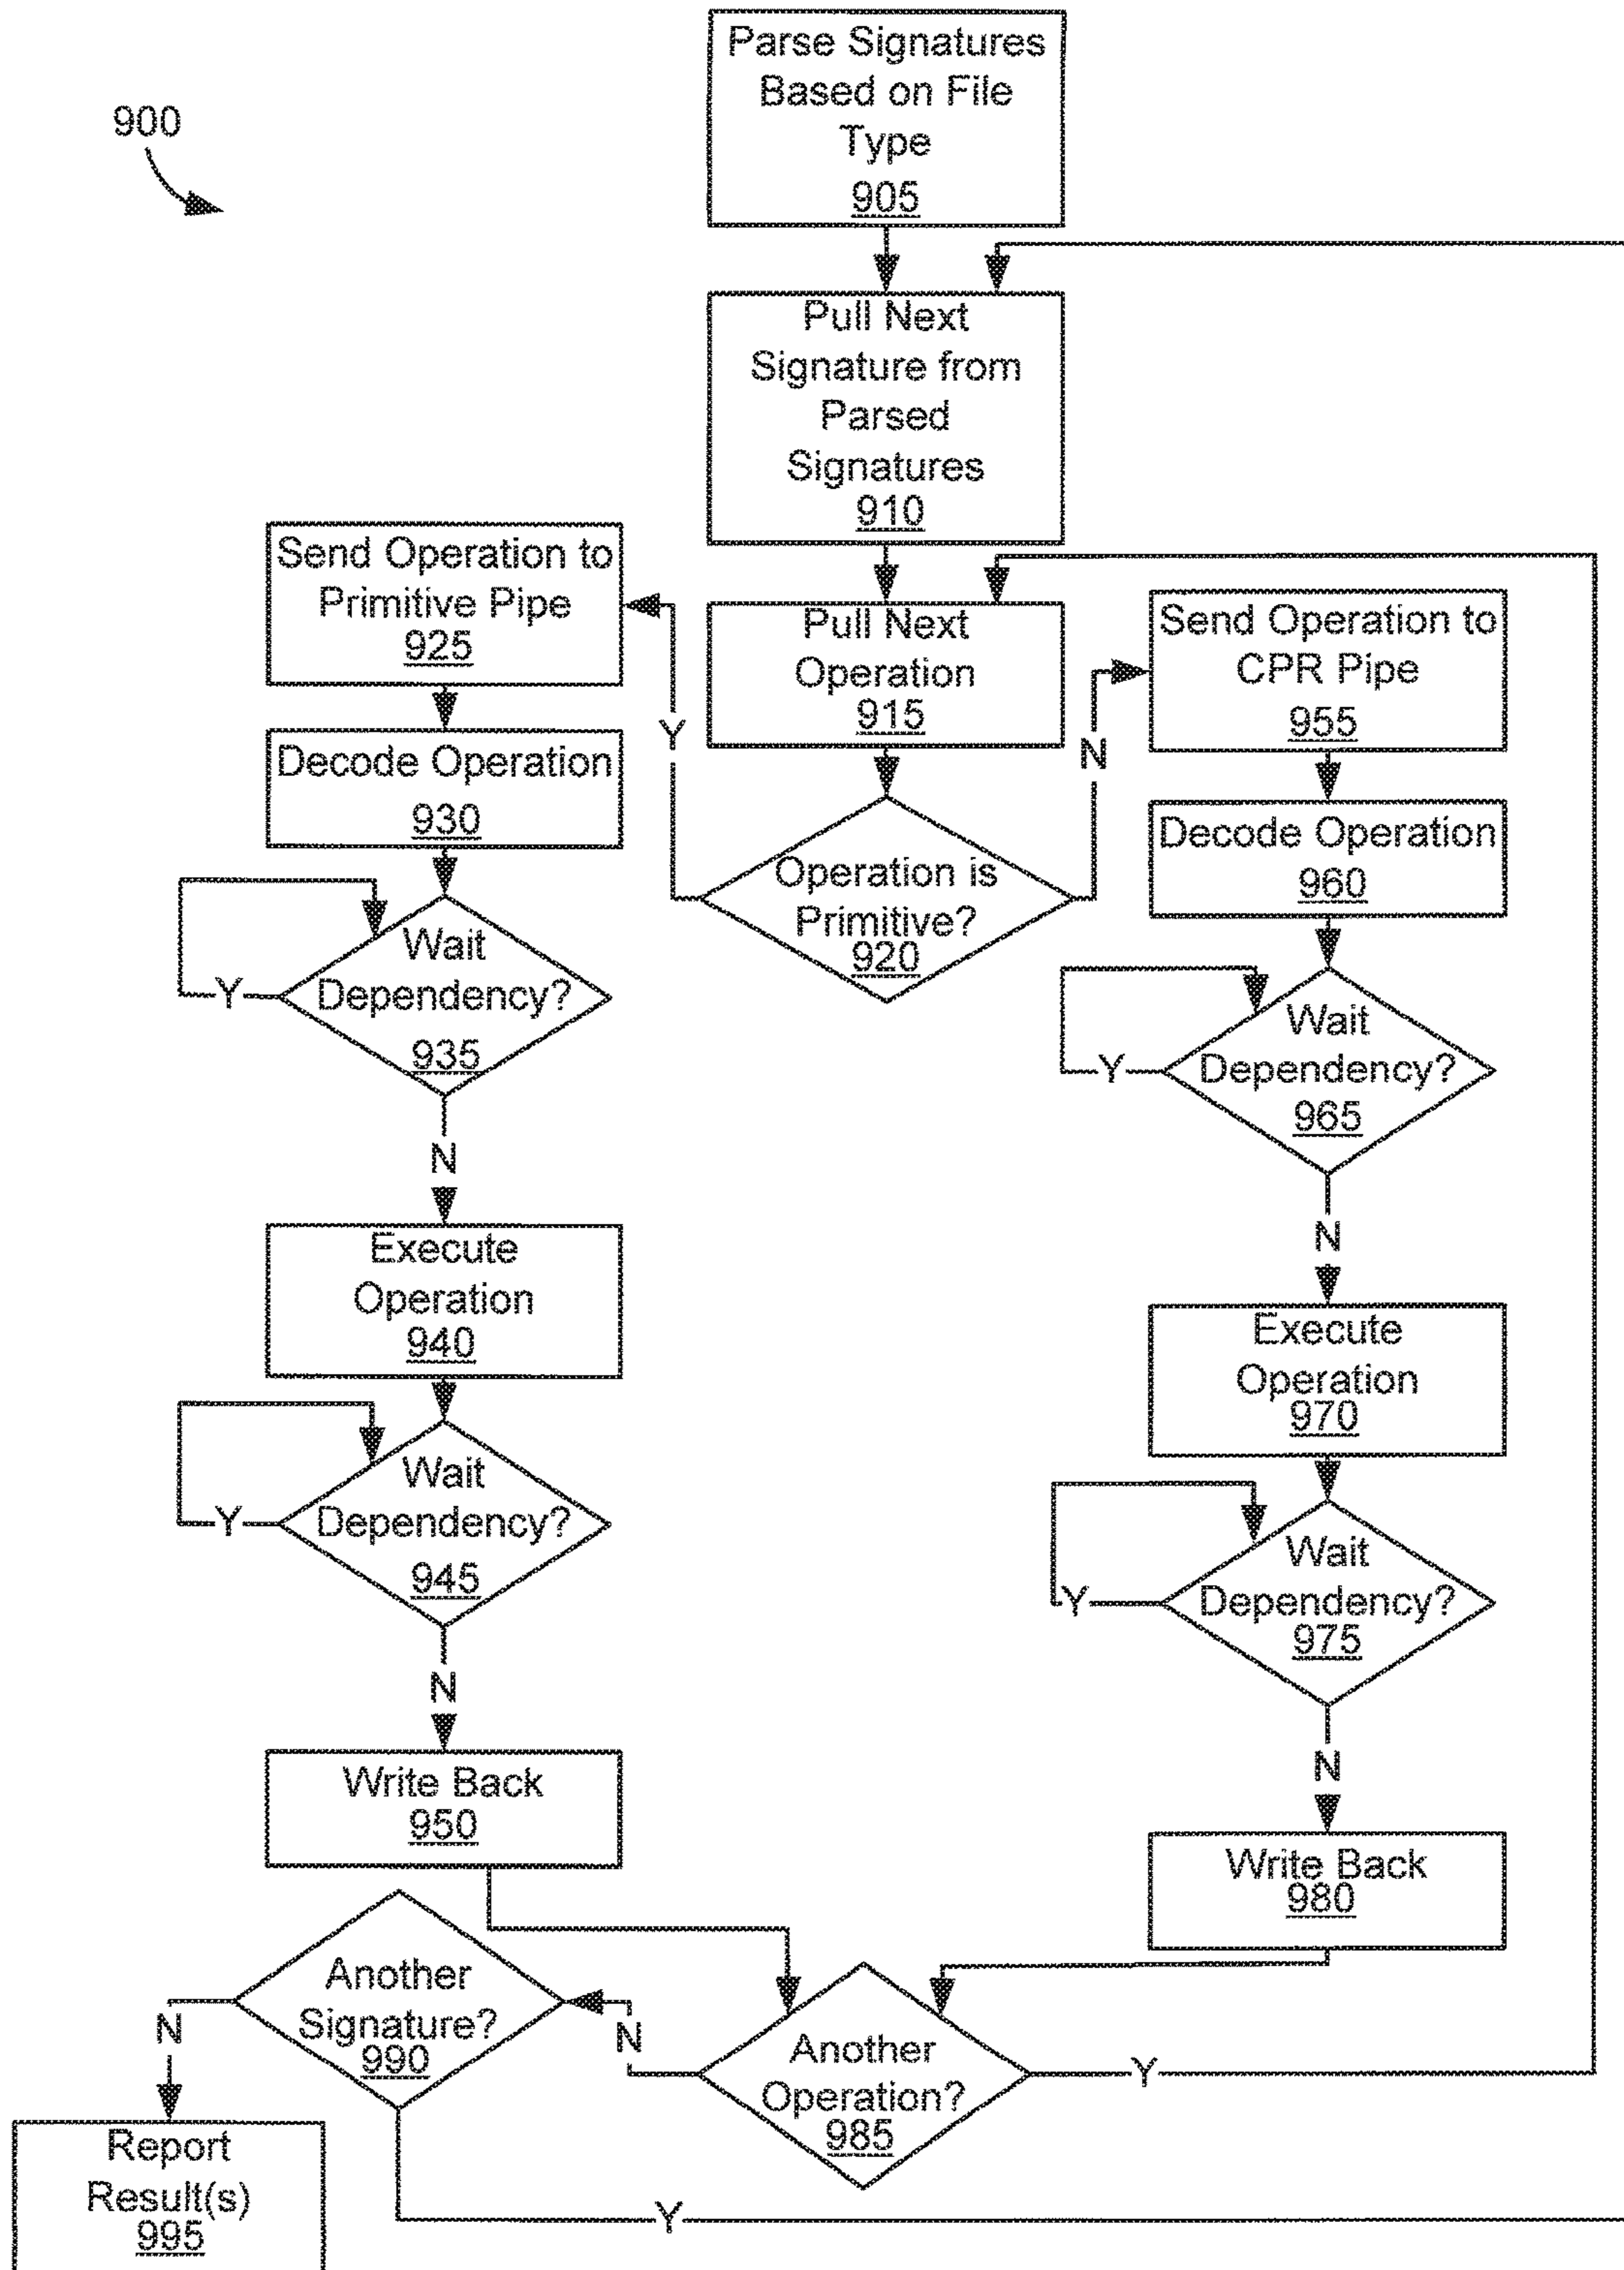 900
Parse Signatures
Based on File
Type
905
Pull Next
Signature from
Parsed
Signatures
910
Pull Next
Operation
915
Operation is
Primitive?
920
Y
N
Send Operation to
Primitive Pipe
925
Decode Operation
930
Wait
Dependency?
935
Y
N
Execute
Operation
940
Wait
Dependency?
945
Y
N
Write Back
950
Send Operation to
CPR Pipe
955
Decode Operation
960
Wait
Dependency?
965
Y
N
Execute
Operation
970
Wait
Dependency?
975
Y
N
Write Back
980
Another
Operation?
985
N
Y
Another
Signature?
990
N
Y
Report
Result(s)
995